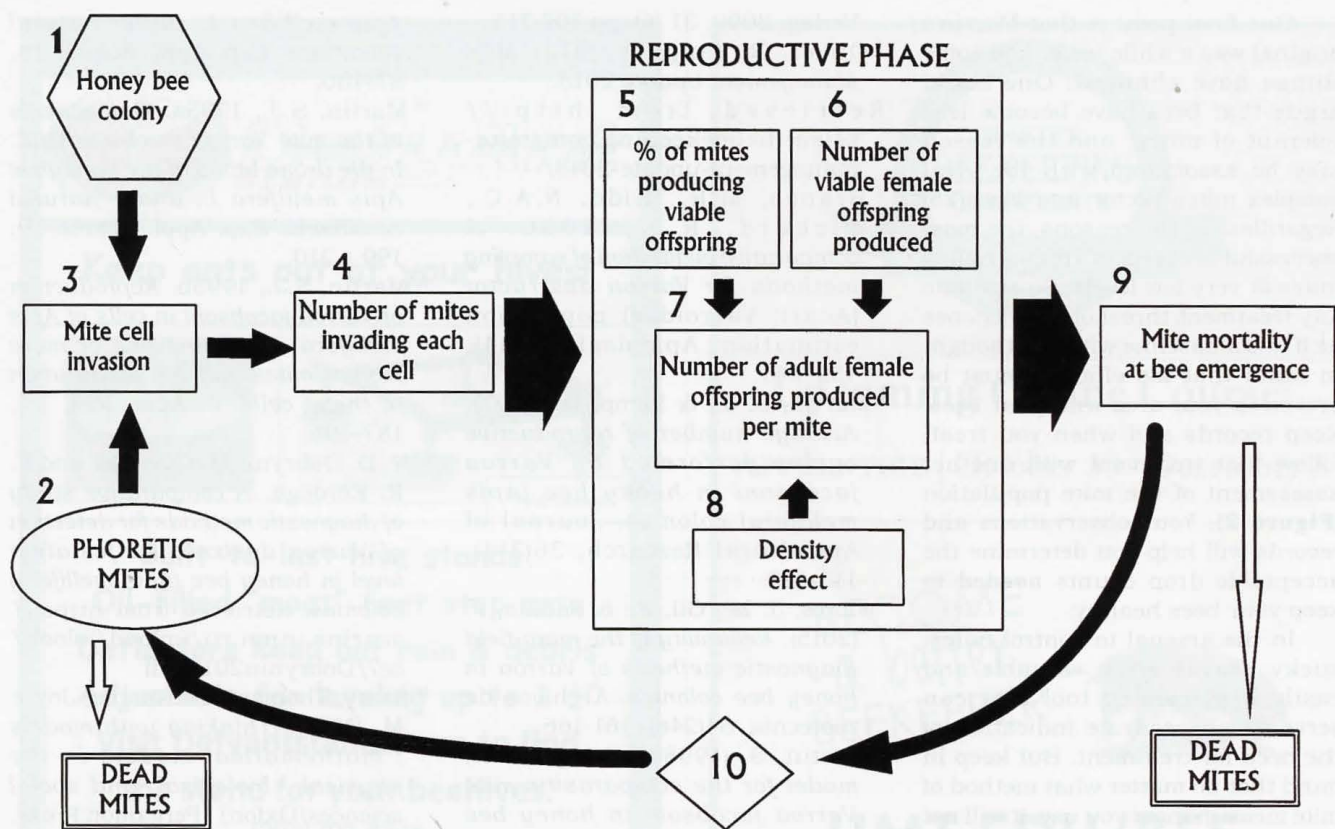 1
Honey bee
colony
3
Mite cell
invasion
2
PHORETIC
MITES
DEAD
MITES
4
Number of mites
invading each
cell
REPRODUCTIVE PHASE
5
% of mites
producing
viable
offspring
6
Number of
viable female
offspring
produced
7
Number of adult female
offspring produced
per mite
8
Density
effect
9
Mite mortality
at bee emergence
10
DEAD
MITES